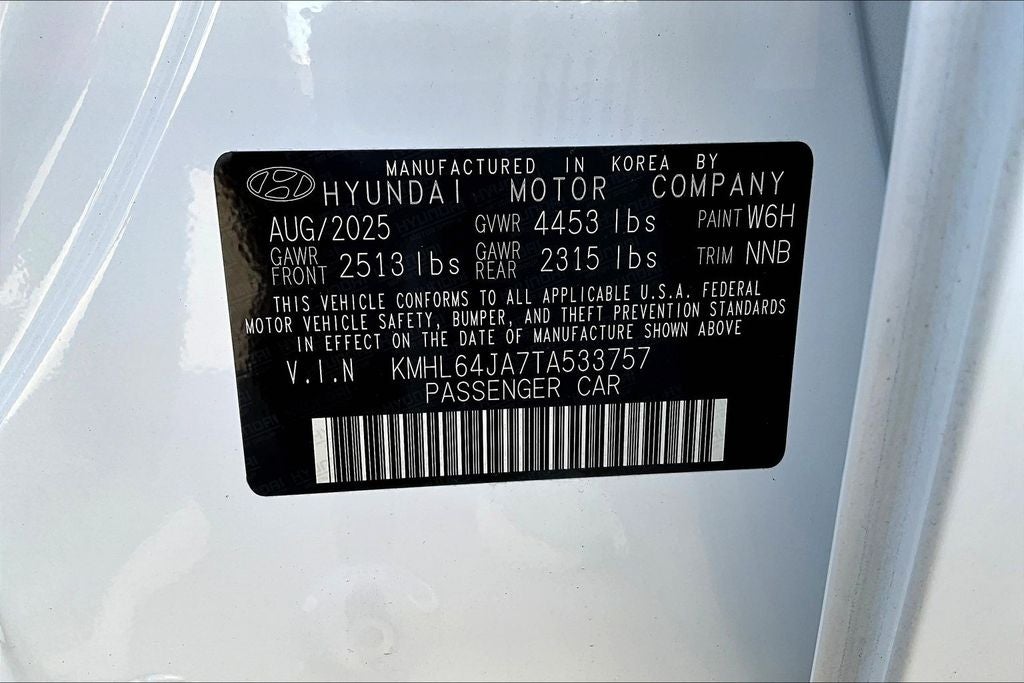 MANUFACTURED IN KOREA BY
HYUNDAI MOTOR COMPANY
AUG/2025 GVWR 4453 lbs PAINT W6H
GAWR FRONT 2513 lbs GAWR REAR 2315 lbs TRIM NNB
THIS VEHICLE CONFORMS TO ALL APPLICABLE U.S.A. FEDERAL
MOTOR VEHICLE SAFETY, BUMPER, AND THEFT PREVENTION STANDARDS
IN EFFECT ON THE DATE OF MANUFACTURE SHOWN ABOVE
V.I.N KMHL64JA7TA533757
PASSENGER CAR